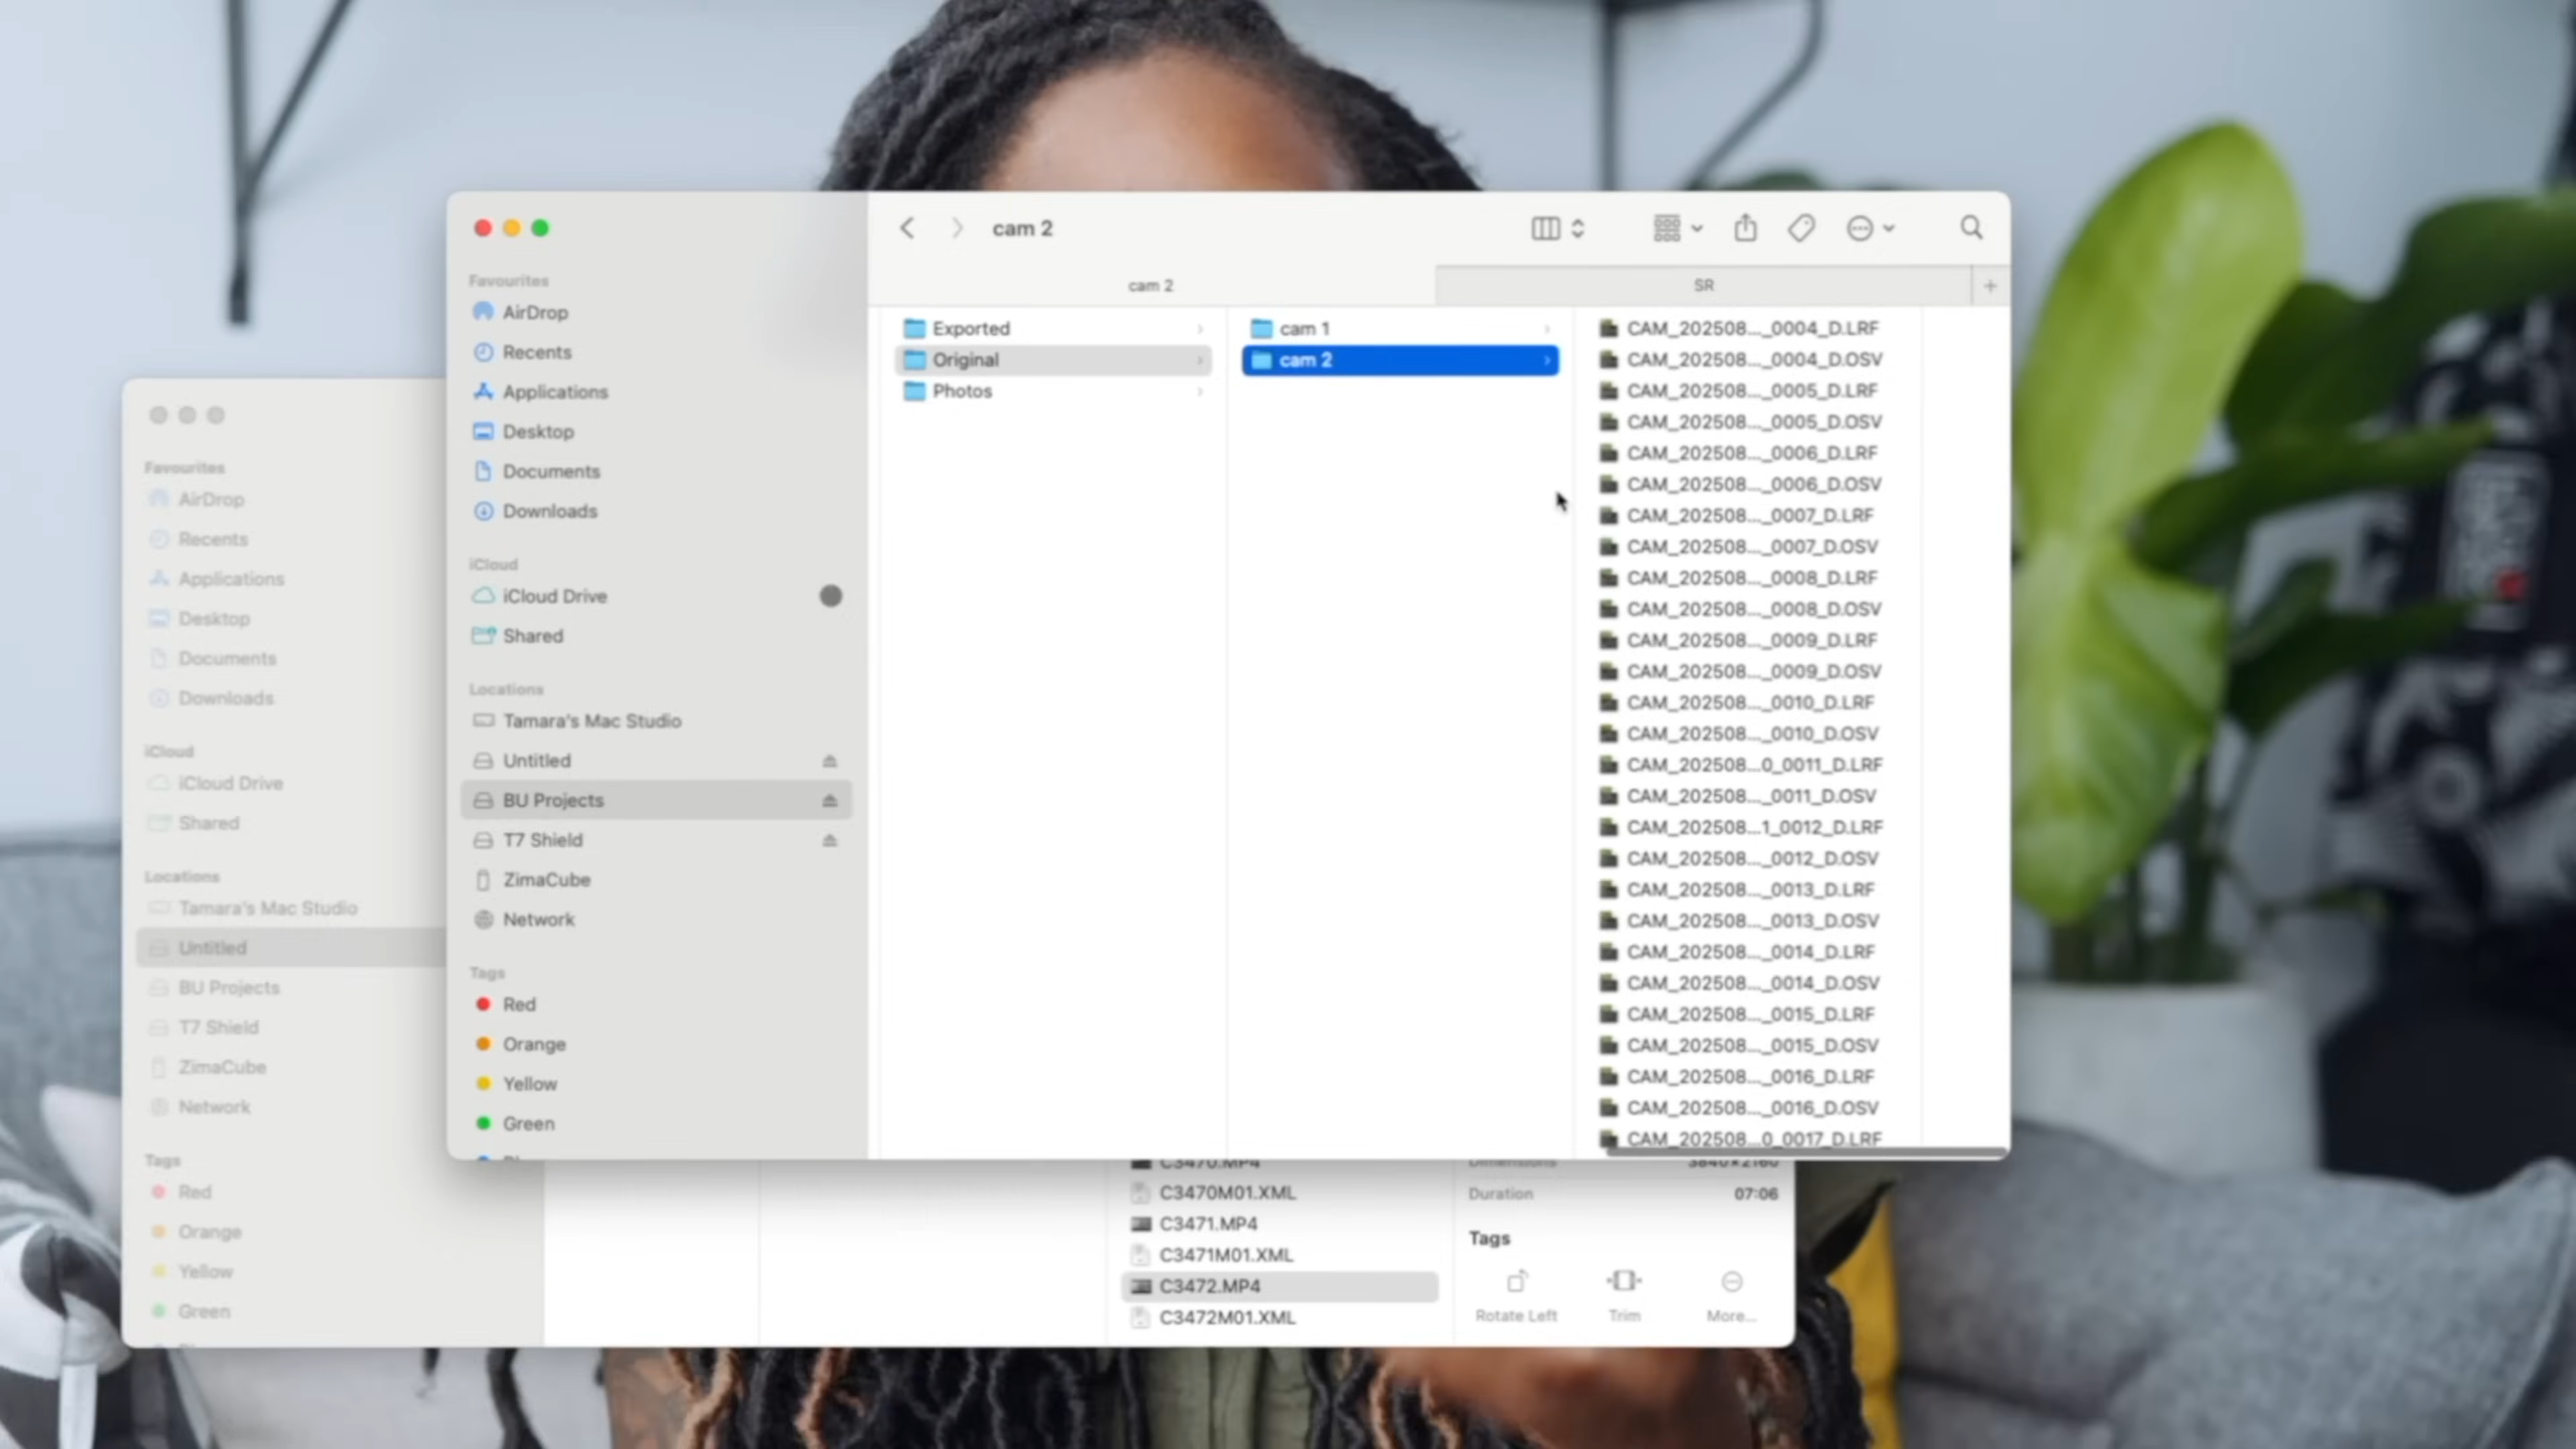 cam 2
cam 2
SR
Favourites
AirDrop
Recents
Applications
Desktop
Documents
Downloads
iCloud
iCloud Drive
Shared
Locations
Tamara's Mac Studio
Untitled
BU Projects
T7 Shield
ZimaCube
Network
Tags
Red
Orange
Yellow
Green
Exported
Original
Photos
cam 1
cam 2
CAM_202508..._0004_D.LRF
CAM_202508..._0004_D.OSV
CAM_202508..._0005_D.LRF
CAM_202508..._0005_D.OSV
CAM_202508..._0006_D.LRF
CAM_202508..._0006_D.OSV
CAM_202508..._0007_D.LRF
CAM_202508..._0007_D.OSV
CAM_202508..._0008_D.LRF
CAM_202508..._0008_D.OSV
CAM_202508..._0009_D.LRF
CAM_202508..._0009_D.OSV
CAM_202508..._0010_D.LRF
CAM_202508..._0010_D.OSV
CAM_202508...0_0011_D.LRF
CAM_202508..._0011_D.OSV
CAM_202508...1_0012_D.LRF
CAM_202508..._0012_D.OSV
CAM_202508..._0013_D.LRF
CAM_202508..._0013_D.OSV
CAM_202508..._0014_D.LRF
CAM_202508..._0014_D.OSV
CAM_202508..._0015_D.LRF
CAM_202508..._0015_D.OSV
CAM_202508..._0016_D.LRF
CAM_202508..._0016_D.OSV
CAM_202508...0_0017_D.LRF
Favourites
AirDrop
Recents
Applications
Desktop
Documents
Downloads
iCloud
iCloud Drive
Shared
Locations
Tamara's Mac Studio
Untitled
BU Projects
T7 Shield
ZimaCube
Network
Tags
Red
Orange
Yellow
Green
C3470.MP4
C3470M01.XML
C3471.MP4
C3471M01.XML
C3472.MP4
C3472M01.XML
Dimensions 3840×2160
Duration 07:06
Tags
Rotate Left
Trim
More...